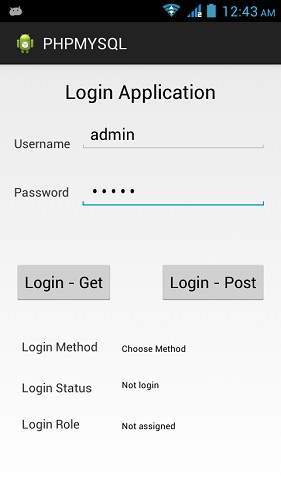 12:43 AM
PHPMYSQL
Login Application
Username admin
Password •••••
Login - Get Login - Post
Login Method Choose Method
Login Status Not login
Login Role Not assigned